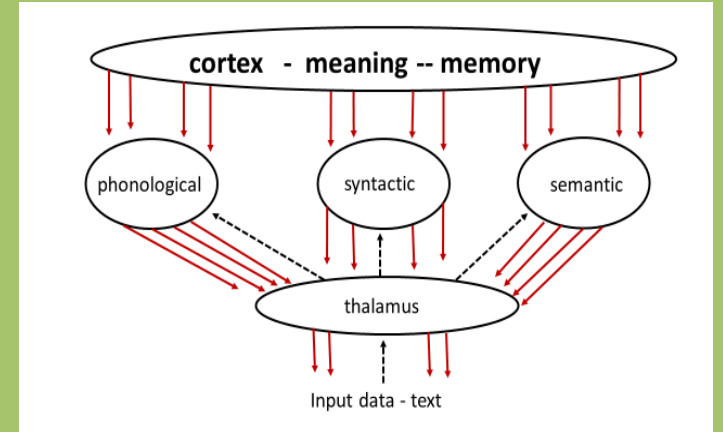 cortex - meaning -- memory
phonological
syntactic
semantic
thalamus
Input data - text